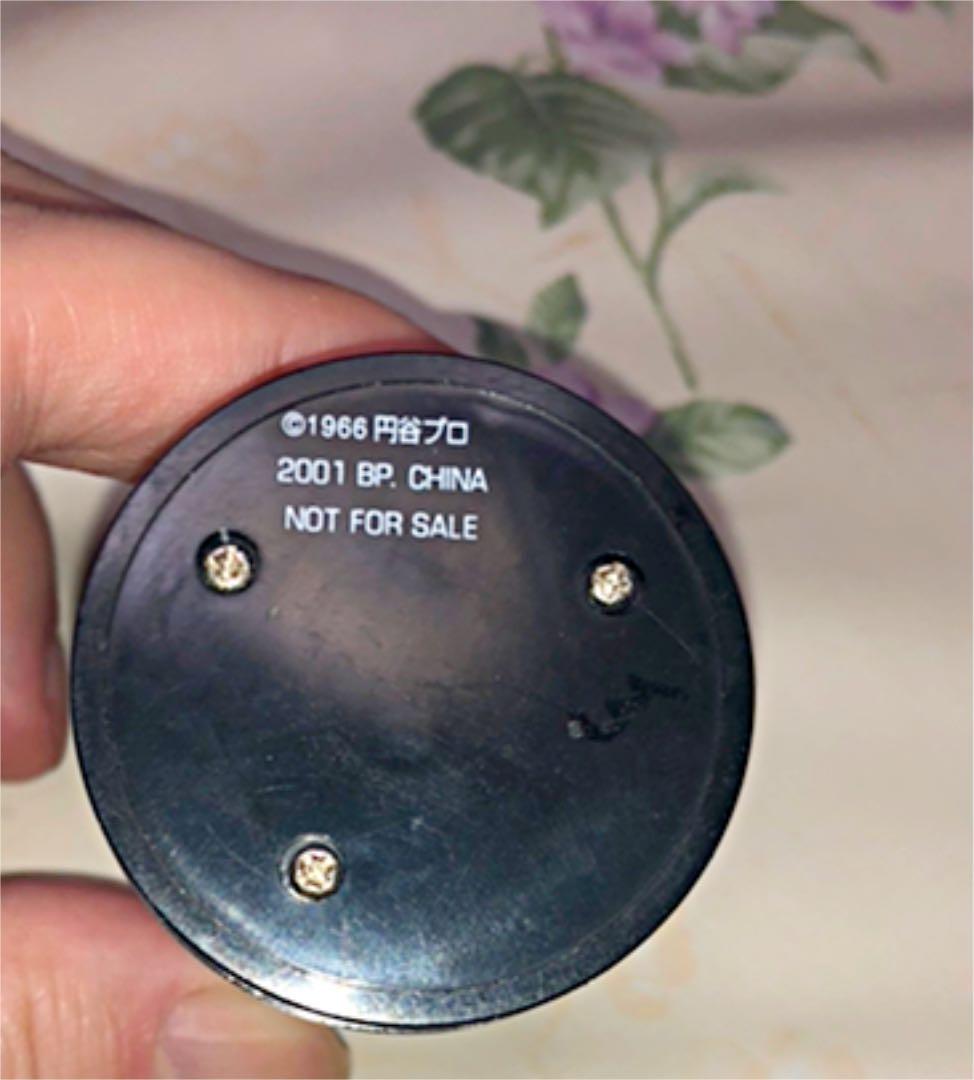 ©1966 円谷プロ
2001 BP. CHINA
NOT FOR SALE